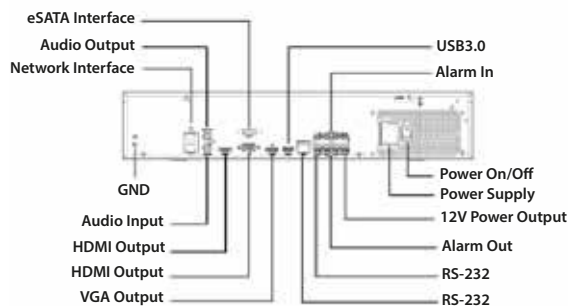 eSATA Interface
Audio Output
Network Interface
USB3.0
Alarm In
GND
Audio Input
HDMI Output
HDMI Output
VGA Output
Power On/Off
Power Supply
12V Power Output
Alarm Out
RS-232
RS-232